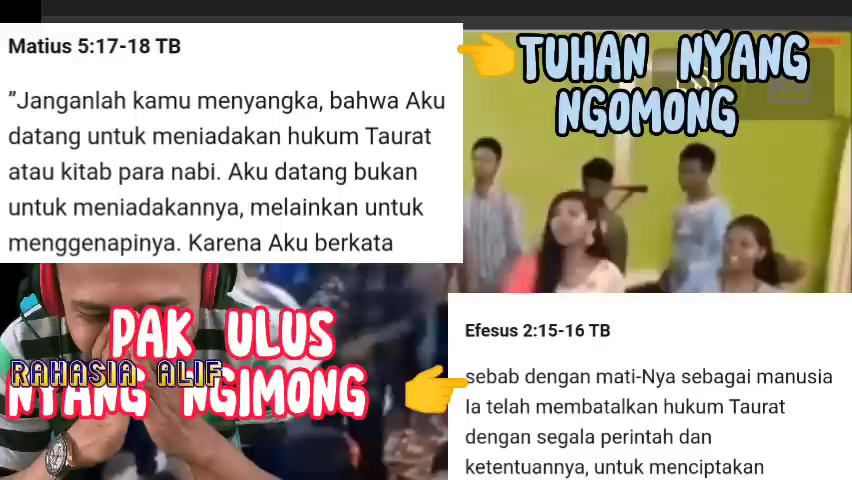 Matius 5:17-18 TB
"Janganlah kamu menyangka, bahwa Aku
datang untuk meniadakan hukum Taurat
atau kitab para nabi. Aku datang bukan
untuk meniadakannya, melainkan untuk
menggenapinya. Karena Aku berkata
TUHAN NYANG
NGOMONG
PAK ULUS
RAHASIA ALIF
NYANG NGIMONG
Efesus 2:15-16 TB
sebab dengan mati-Nya sebagai manusia
Ia telah membatalkan hukum Taurat
dengan segala perintah dan
ketentuannya, untuk menciptakan